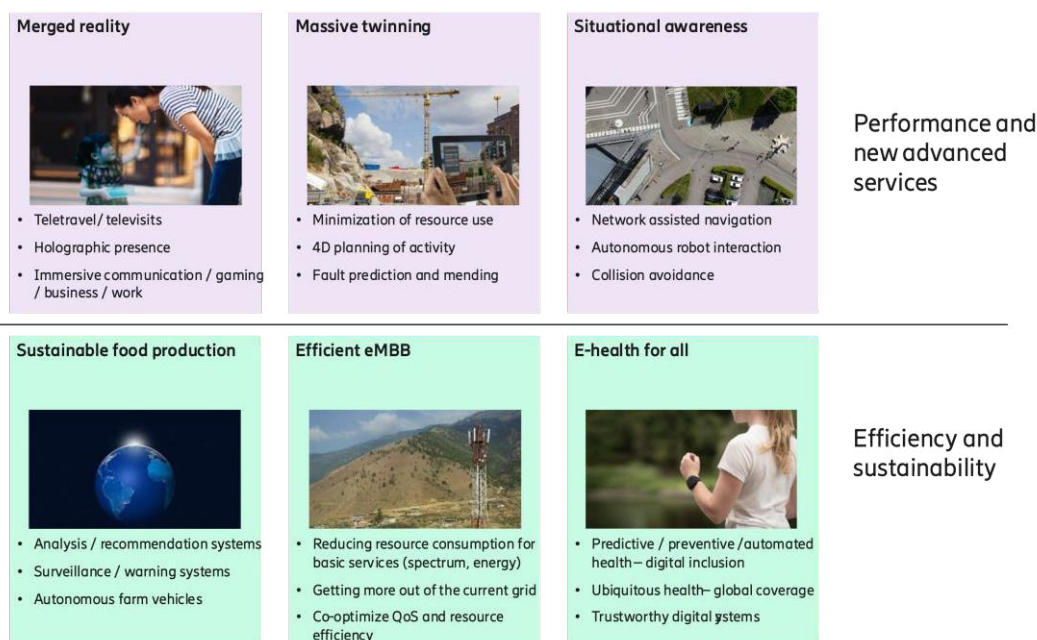 Merged reality
• Teletravel/ televisits
• Holographic presence
• Immersive communication / gaming
/ business / work
Massive twinning
• Minimization of resource use
• 4D planning of activity
• Fault prediction and mending
Situational awareness
• Network assisted navigation
• Autonomous robot interaction
• Collision avoidance
Performance and
new advanced
services
Sustainable food production
• Analysis / recommendation systems
• Surveillance / warning systems
• Autonomous farm vehicles
Efficient eMBB
• Reducing resource consumption for
basic services (spectrum, energy)
• Getting more out of the current grid
• Co-optimize QoS and resource
efficiency
E-health for all
• Predictive / preventive /automated
health– digital inclusion
• Ubiquitous health– global coverage
• Trustworthy digital systems
Efficiency and
sustainability